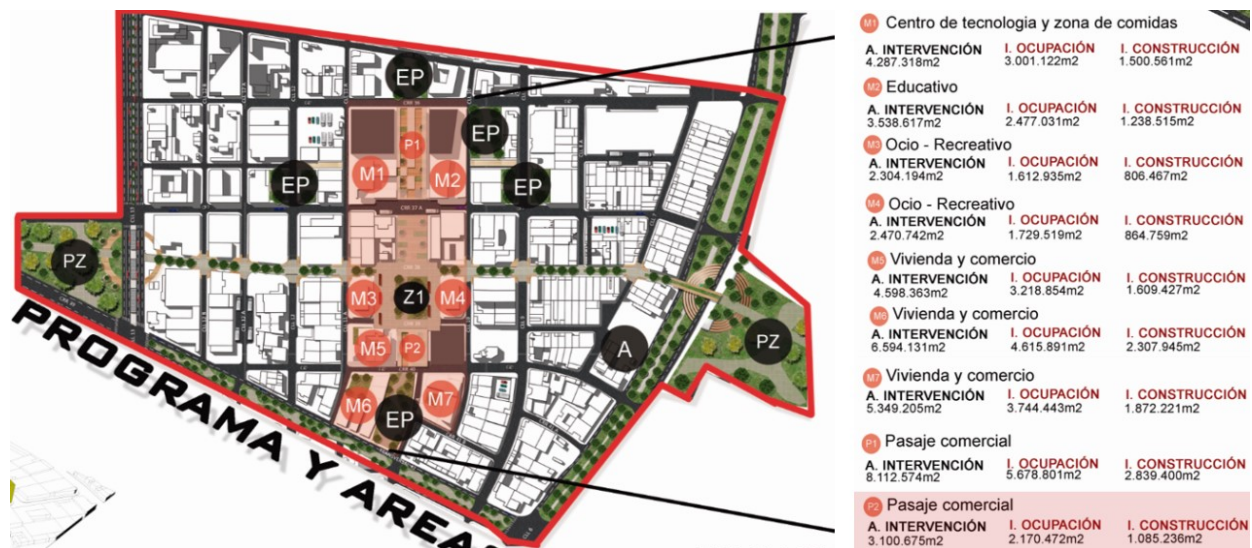 EP
EP
P1
M1
M2
EP
EP
PZ
M3
Z1
M4
M5
P2
A
PZ
M6
M7
EP
PROGRAMA Y AREAS
M1 Centro de tecnologia y zona de comidas
A. INTERVENCIÓN I. OCUPACIÓN I. CONSTRUCCIÓN
4.287.318m2 3.001.122m2 1.500.561m2
M2 Educativo
A. INTERVENCIÓN I. OCUPACIÓN I. CONSTRUCCIÓN
3.538.617m2 2.477.031m2 1.238.515m2
M3 Ocio - Recreativo
A. INTERVENCIÓN I. OCUPACIÓN I. CONSTRUCCIÓN
2.304.194m2 1.612.935m2 806.467m2
M4 Ocio - Recreativo
A. INTERVENCIÓN I. OCUPACIÓN I. CONSTRUCCIÓN
2.470.742m2 1.729.519m2 864.759m2
M5 Vivienda y comercio
A. INTERVENCIÓN I. OCUPACIÓN I. CONSTRUCCIÓN
4.598.363m2 3.218.854m2 1.609.427m2
M6 Vivienda y comercio
A. INTERVENCIÓN I. OCUPACIÓN I. CONSTRUCCIÓN
6.594.131m2 4.615.891m2 2.307.945m2
M7 Vivienda y comercio
A. INTERVENCIÓN I. OCUPACIÓN I. CONSTRUCCIÓN
5.349.205m2 3.744.443m2 1.872.221m2
P1 Pasaje comercial
A. INTERVENCIÓN I. OCUPACIÓN I. CONSTRUCCIÓN
8.112.574m2 5.678.801m2 2.839.400m2
P2 Pasaje comercial
A. INTERVENCIÓN I. OCUPACIÓN I. CONSTRUCCIÓN
3.100.675m2 2.170.472m2 1.085.236m2